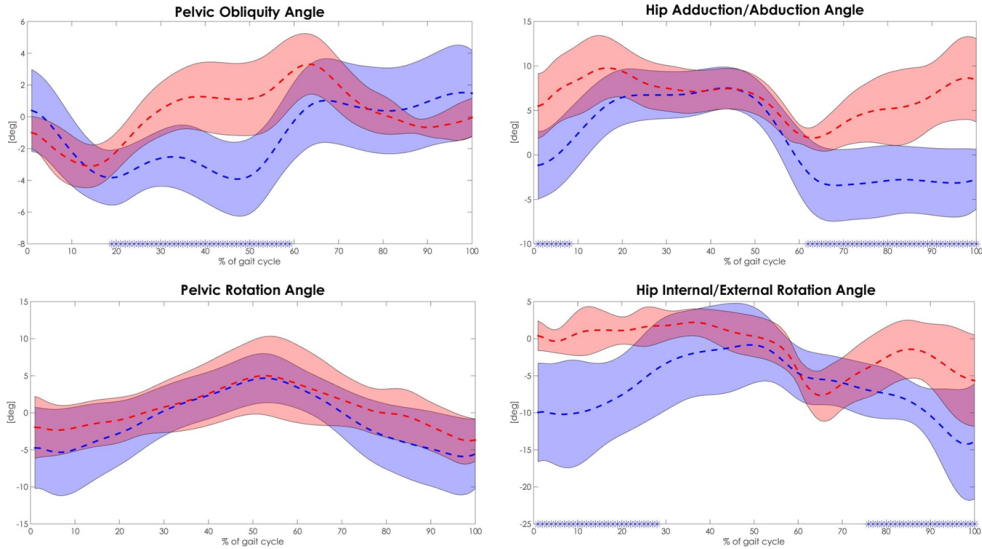 Pelvic Obliquity Angle
6
4
2
0
-2
-4
-6
-8
[deg]
0 10 20 30 40 50 60 70 80 90 100
% of gait cycle
Hip Adduction/Abduction Angle
15
10
5
0
-5
-10
[deg]
0 10 20 30 40 50 60 70 80 90 100
% of gait cycle
Pelvic Rotation Angle
15
10
5
0
-5
-10
-15
[deg]
0 10 20 30 40 50 60 70 80 90 100
% of gait cycle
Hip Internal/External Rotation Angle
5
0
-5
-10
-15
-20
-25
[deg]
0 10 20 30 40 50 60 70 80 90 100
% of gait cycle